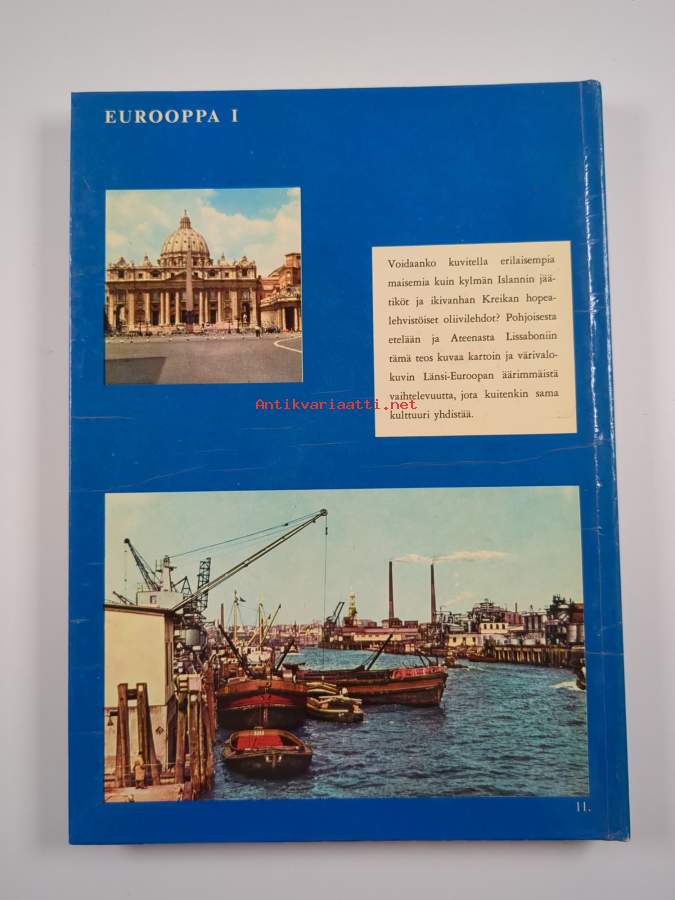 EUROOPPA I
Voidaanko kuvitella erilaisempia
maisemia kuin kylmän Islannin jää-
tiköt ja ikivanhan Kreikan hopea-
lehvistöiset oliivilehdot? Pohjoisesta
etelään ja Ateenasta Lissaboniin
tämä teos kuvaa kartoin ja värivalo-
kuvin Länsi-Euroopan äärimmäistä
vaihtelevuutta, jota kuitenkin sama
kulttuuri yhdistää.
Antikvariaatti.net
11.